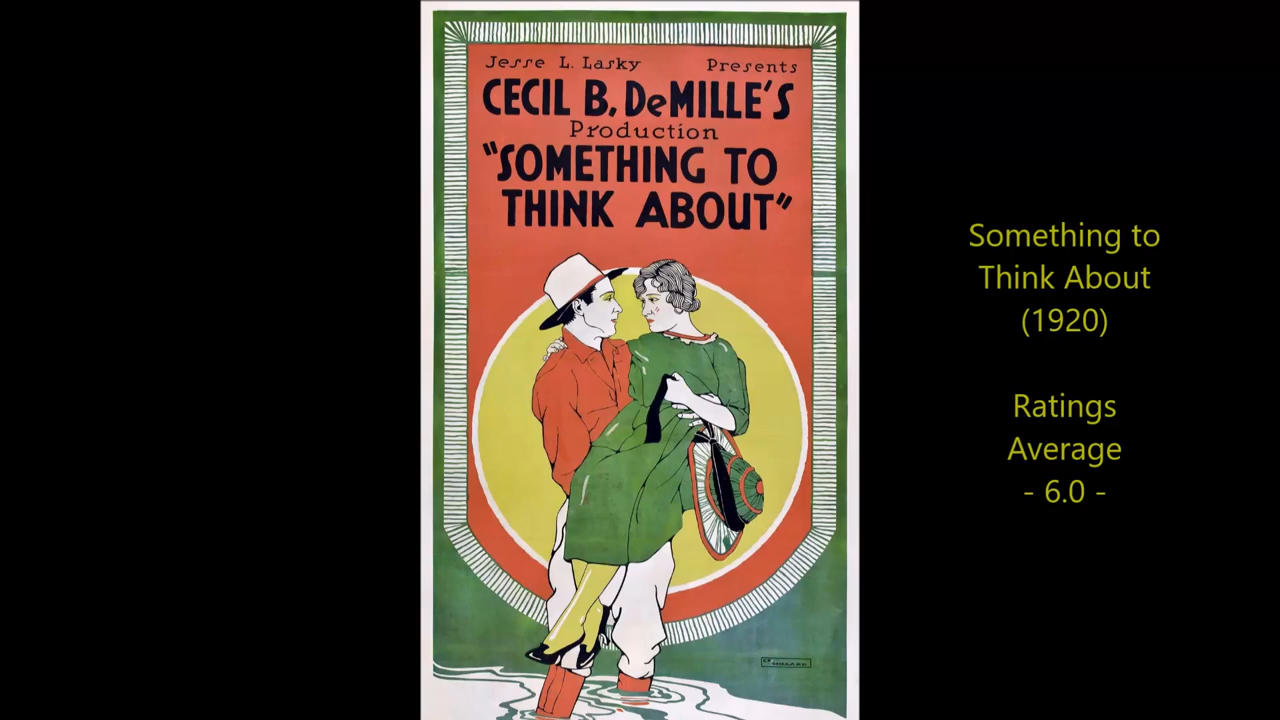 Jesse L. Lasky Presents
CECIL B. DeMILLE'S
Production
"SOMETHING TO
THINK ABOUT"
Something to
Think About
(1920)
Ratings
Average
- 6.0 -